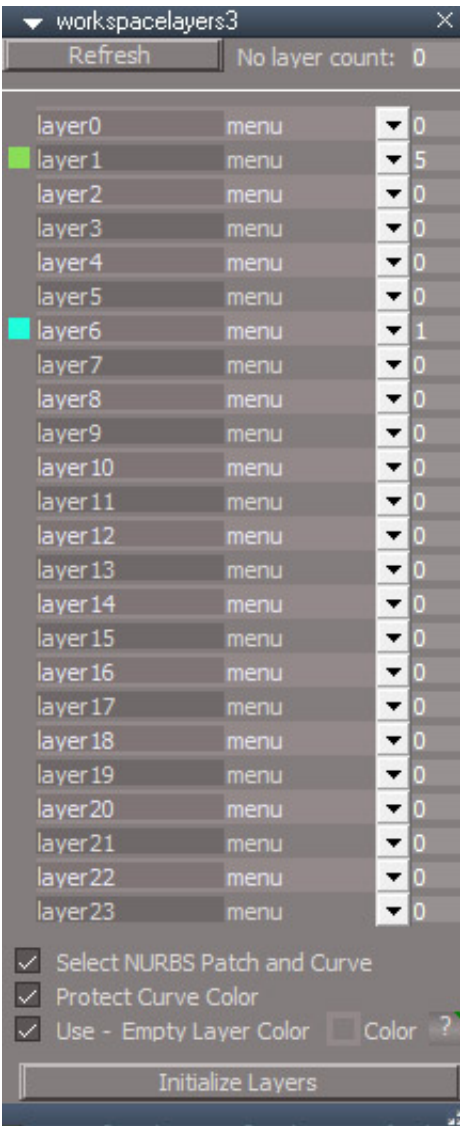 workspacelayers3
Refresh No layer count: 0
layer0 menu 0
layer1 menu 5
layer2 menu 0
layer3 menu 0
layer4 menu 0
layer5 menu 0
layer6 menu 1
layer7 menu 0
layer8 menu 0
layer9 menu 0
layer10 menu 0
layer11 menu 0
layer12 menu 0
layer13 menu 0
layer14 menu 0
layer15 menu 0
layer16 menu 0
layer17 menu 0
layer18 menu 0
layer19 menu 0
layer20 menu 0
layer21 menu 0
layer22 menu 0
layer23 menu 0
Select NURBS Patch and Curve
Protect Curve Color
Use - Empty Layer Color Color ?
Initialize Layers